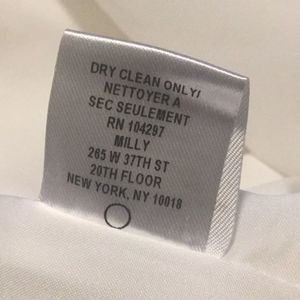 DRY CLEAN ONLY/
NETTOYER A
SEC SEULEMENT
RN 104297
MILLY
265 W 37TH ST
20TH FLOOR
NEW YORK, NY 10018